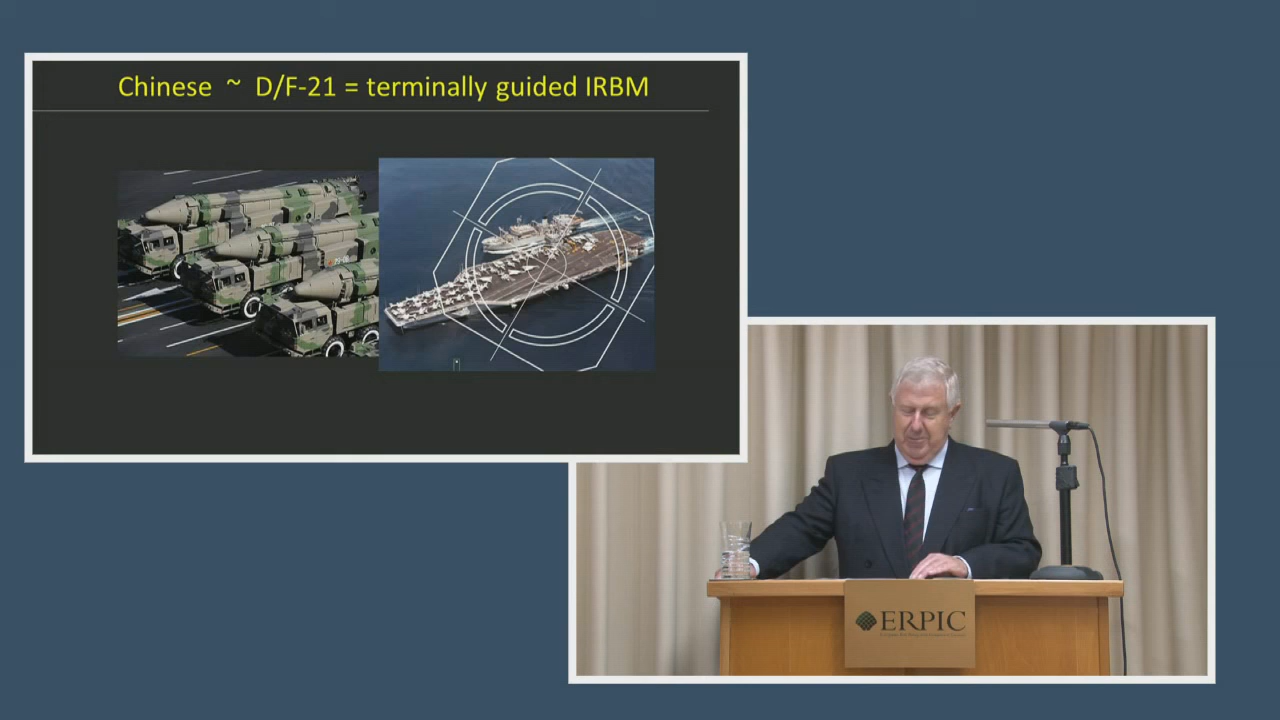 Chinese ~ D/F-21 = terminally guided IRBM
ERPIC